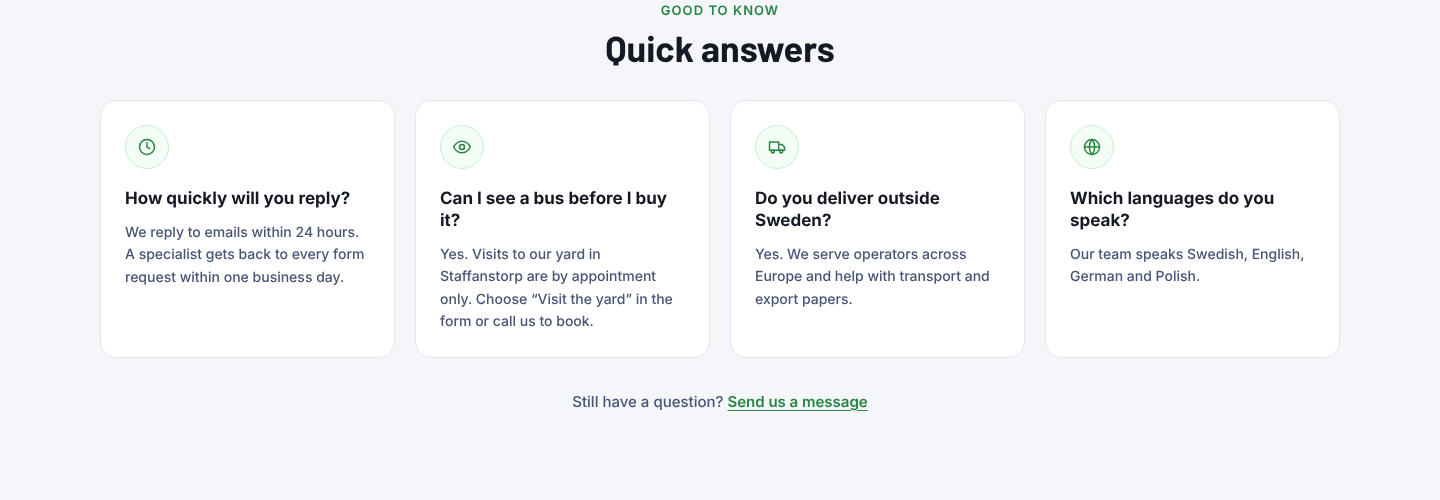 GOOD TO KNOW
Quick answers
How quickly will you reply?
We reply to emails within 24 hours.
A specialist gets back to every form
request within one business day.
Can I see a bus before I buy
it?
Yes. Visits to our yard in
Staffanstorp are by appointment
only. Choose “Visit the yard” in the
form or call us to book.
Do you deliver outside
Sweden?
Yes. We serve operators across
Europe and help with transport and
export papers.
Which languages do you
speak?
Our team speaks Swedish, English,
German and Polish.
Still have a question? Send us a message